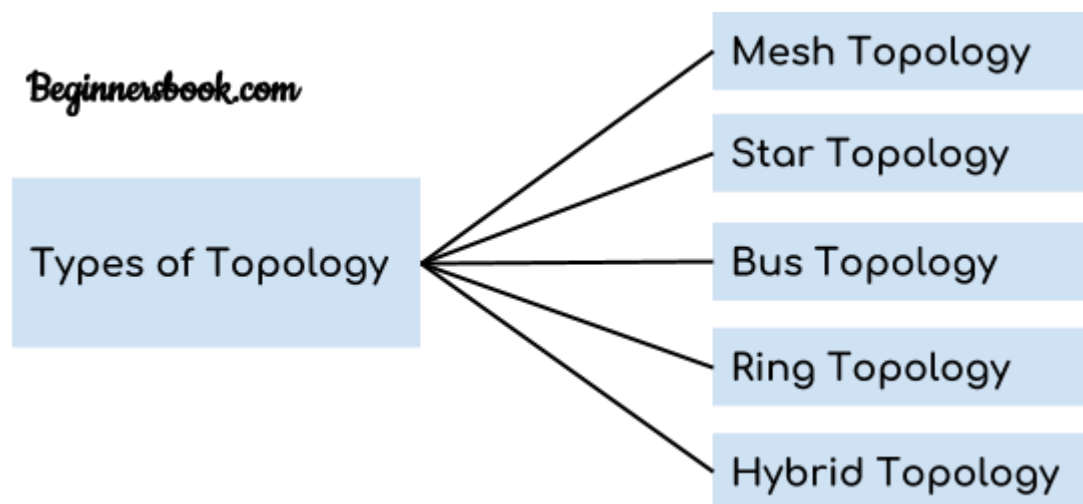 Beginnersbook.com
Types of Topology
Mesh Topology
Star Topology
Bus Topology
Ring Topology
Hybrid Topology